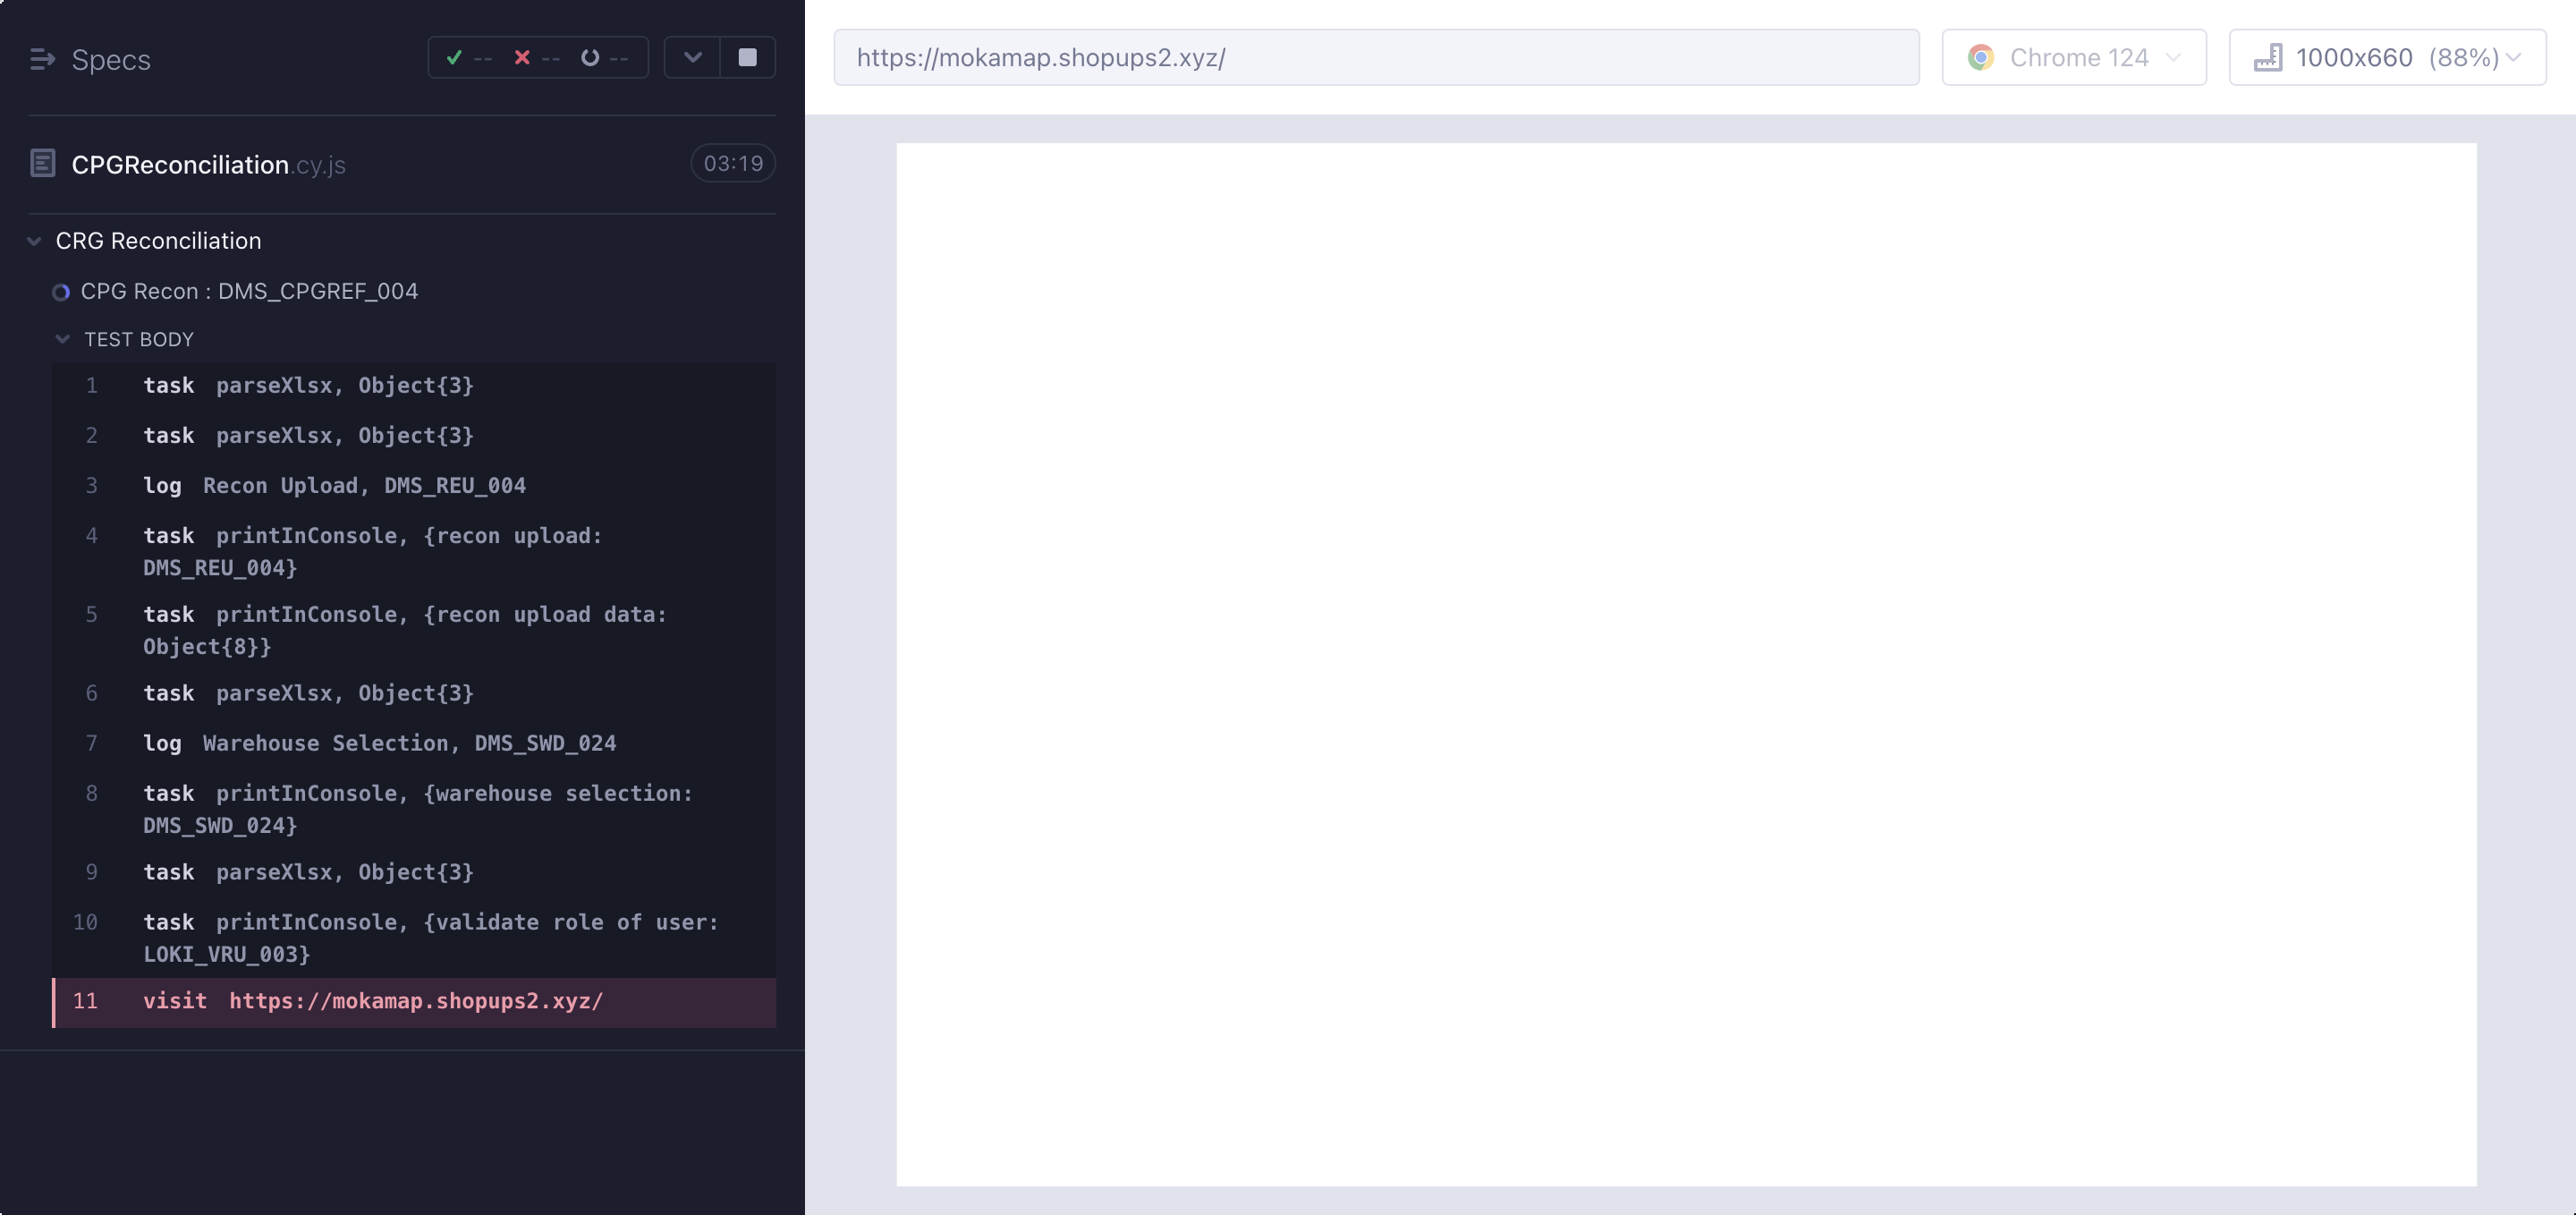 Specs
-- -- --
CPGReconciliation.cy.js
03:19
CRG Reconciliation
CPG Recon : DMS_CPGREF_004
TEST BODY
1 task parseXlsx, Object{3}
2 task parseXlsx, Object{3}
3 log Recon Upload, DMS_REU_004
4 task printInConsole, {recon upload:
DMS_REU_004}
5 task printInConsole, {recon upload data:
Object{8}}
6 task parseXlsx, Object{3}
7 log Warehouse Selection, DMS_SWD_024
8 task printInConsole, {warehouse selection:
DMS_SWD_024}
9 task parseXlsx, Object{3}
10 task printInConsole, {validate role of user:
LOKI_VRU_003}
11 visit https://mokamap.shopups2.xyz/
https://mokamap.shopups2.xyz/
Chrome 124
1000x660 (88%)